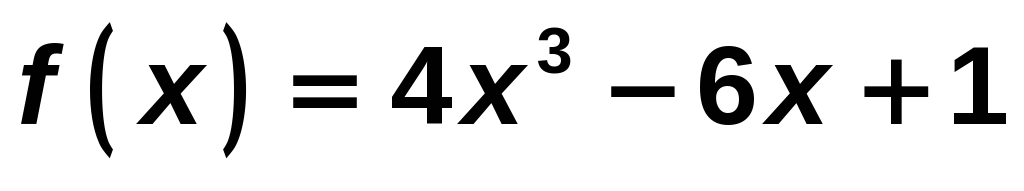 f(x) = 4x³ − 6x + 1